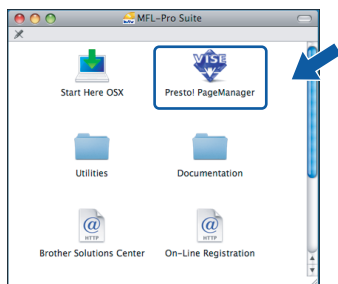 MFL-Pro Suite
Start Here OSX
VISE
Presto! PageManager
Utilities
Documentation
@
HTTP
@
HTTP
Brother Solutions Center
On-Line Registration